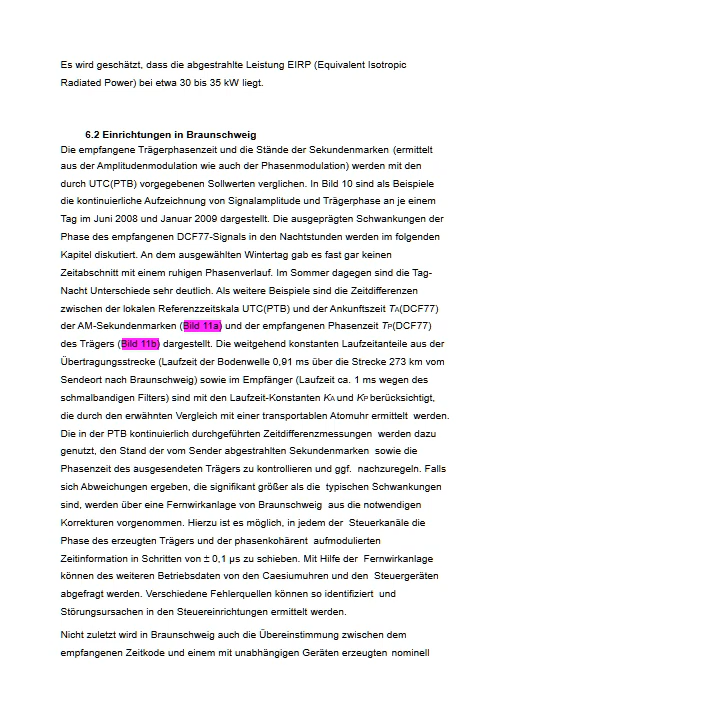 Es wird geschätzt, dass die abgestrahlte Leistung EIRP (Equivalent Isotropic
Radiated Power) bei etwa 30 bis 35 kW liegt.
6.2 Einrichtungen in Braunschweig
Die empfangene Trägerphasenzeit und die Stände der Sekundenmarken (ermittelt
aus der Amplitudenmodulation wie auch der Phasenmodulation) werden mit den
durch UTC(PTB) vorgegebenen Sollwerten verglichen. In Bild 10 sind als Beispiele
die kontinuierliche Aufzeichnung von Signalamplitude und Trägerphase an je einem
Tag im Juni 2008 und Januar 2009 dargestellt. Die ausgeprägten Schwankungen der
Phase des empfangenen DCF77-Signals in den Nachtstunden werden im folgenden
Kapitel diskutiert. An dem ausgewählten Wintertag gab es fast gar keinen
Zeitabschnitt mit einem ruhigen Phasenverlauf. Im Sommer dagegen sind die Tag-
Nacht Unterschiede sehr deutlich. Als weitere Beispiele sind die Zeitdifferenzen
zwischen der lokalen Referenzzeitskala UTC(PTB) und der Ankunftszeit TA(DCF77)
der AM-Sekundenmarken (Bild 11a) und der empfangenen Phasenzeit TP(DCF77)
des Trägers (Bild 11b) dargestellt. Die weitgehend konstanten Laufzeitanteile aus der
Übertragungsstrecke (Laufzeit der Bodenwelle 0,91 ms über die Strecke 273 km vom
Sendeort nach Braunschweig) sowie im Empfänger (Laufzeit ca. 1 ms wegen des
schmalbandigen Filters) sind mit den Laufzeit-Konstanten KA und KP berücksichtigt,
die durch den erwähnten Vergleich mit einer transportablen Atomuhr ermittelt werden.
Die in der PTB kontinuierlich durchgeführten Zeitdifferenzmessungen werden dazu
genutzt, den Stand der vom Sender abgestrahlten Sekundenmarken sowie die
Phasenzeit des ausgesendeten Trägers zu kontrollieren und ggf. nachzuregeln. Falls
sich Abweichungen ergeben, die signifikant größer als die typischen Schwankungen
sind, werden über eine Fernwirkanlage von Braunschweig aus die notwendigen
Korrekturen vorgenommen. Hierzu ist es möglich, in jedem der Steuerkanäle die
Phase des erzeugten Trägers und der phasenkohärent aufmodulierten
Zeitinformation in Schritten von ± 0,1 µs zu schieben. Mit Hilfe der Fernwirkanlage
können des weiteren Betriebsdaten von den Caesiumuhren und den Steuergeräten
abgefragt werden. Verschiedene Fehlerquellen können so identifiziert und
Störungsursachen in den Steuereinrichtungen ermittelt werden.
Nicht zuletzt wird in Braunschweig auch die Übereinstimmung zwischen dem
empfangenen Zeitkode und einem mit unabhängigen Geräten erzeugten nominell